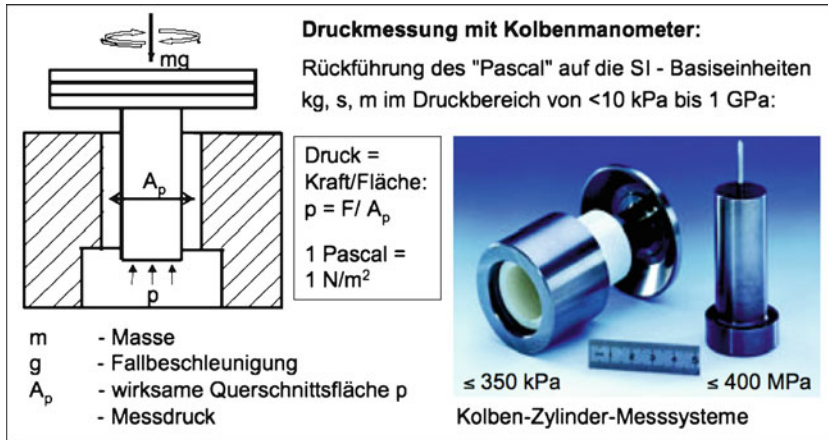 mg
A_p
p
Druckmessung mit Kolbenmanometer:
Rückführung des "Pascal" auf die SI - Basiseinheiten
kg, s, m im Druckbereich von <10 kPa bis 1 GPa:
Druck =
Kraft/Fläche:
p = F/ A_p
1 Pascal =
1 N/m²
m - Masse
g - Fallbeschleunigung
A_p - wirksame Querschnittsfläche p
- Messdruck
≤ 350 kPa
≤ 400 MPa
Kolben-Zylinder-Messsysteme